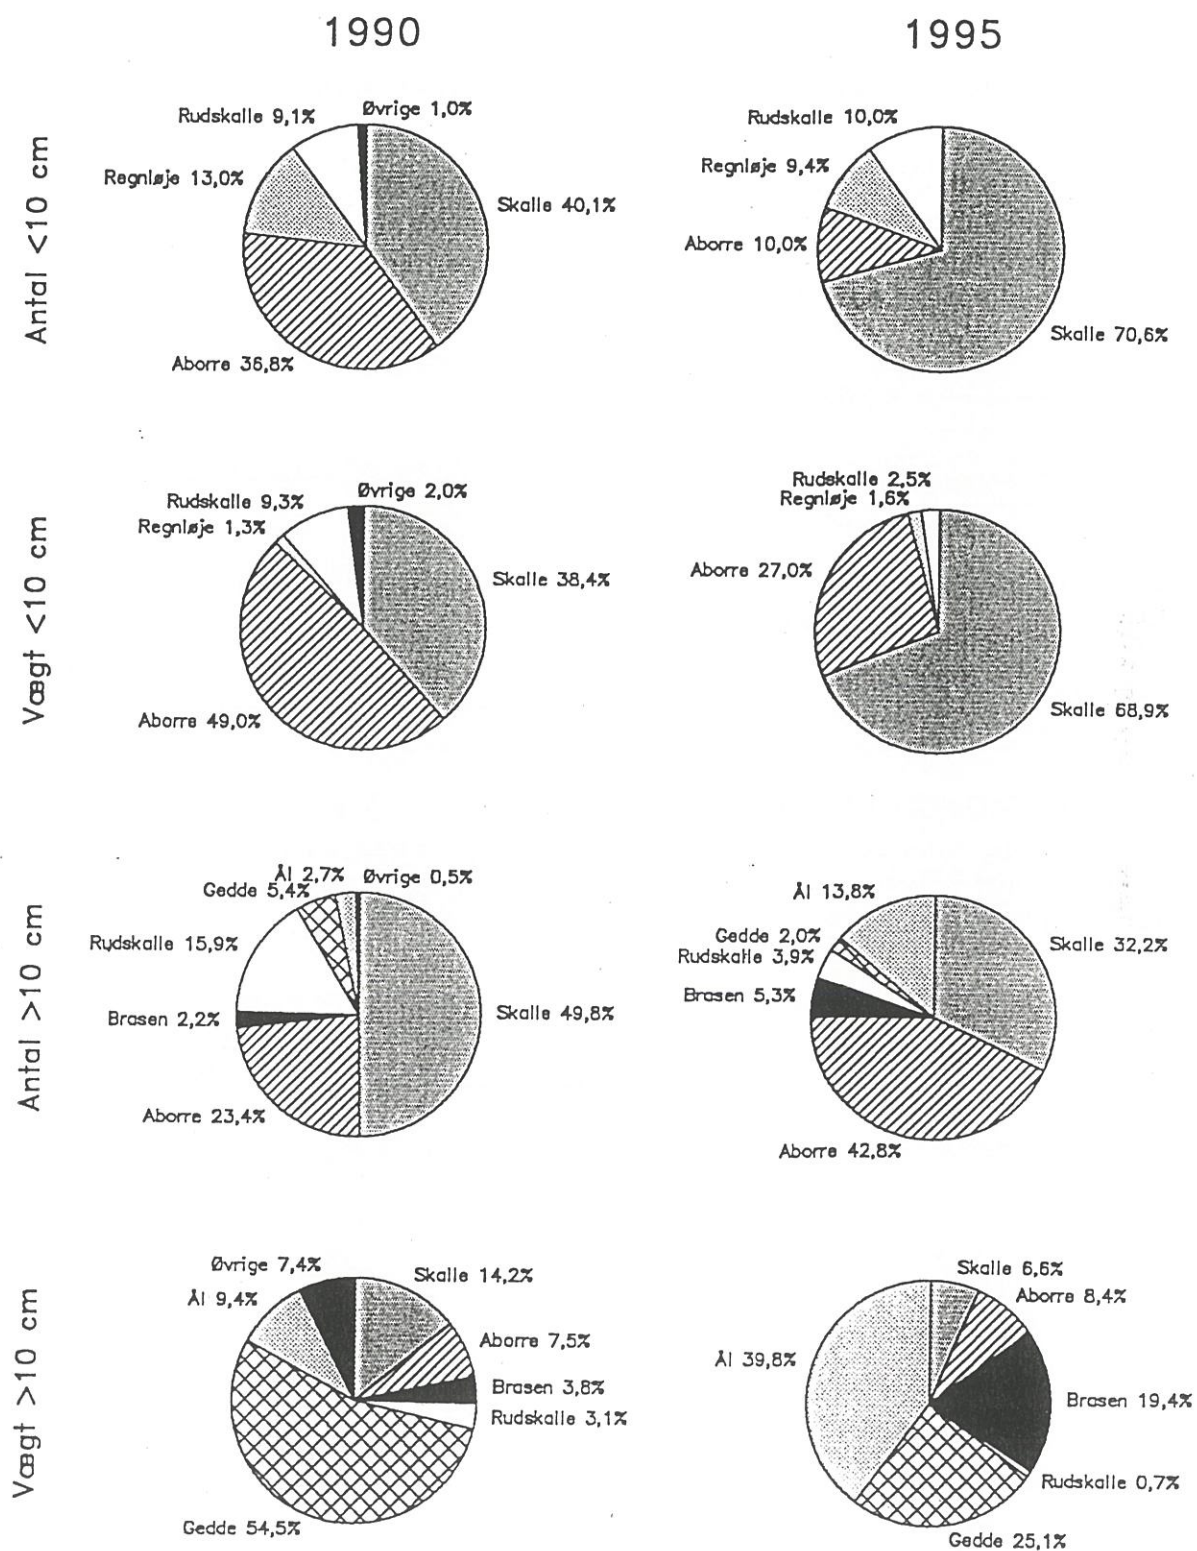 1990
1995
Antal <10 cm
Rudskalle 9,1%
Øvrige 1,0%
Regnløje 13,0%
Skalle 40,1%
Aborre 36,8%
Rudskalle 10,0%
Regnløje 9,4%
Aborre 10,0%
Skalle 70,6%
Vægt <10 cm
Rudskalle 9,3%
Øvrige 2,0%
Regnløje 1,3%
Skalle 38,4%
Aborre 49,0%
Rudskalle 2,5%
Regnløje 1,6%
Aborre 27,0%
Skalle 68,9%
Antal >10 cm
Ål 2,7%
Øvrige 0,5%
Gedde 5,4%
Rudskalle 15,9%
Brasen 2,2%
Skalle 49,8%
Aborre 23,4%
Ål 13,8%
Gedde 2,0%
Skalle 32,2%
Rudskalle 3,9%
Brasen 5,3%
Aborre 42,8%
Vægt >10 cm
Øvrige 7,4%
Skalle 14,2%
Ål 9,4%
Aborre 7,5%
Brasen 3,8%
Rudskalle 3,1%
Gedde 54,5%
Skalle 6,6%
Aborre 8,4%
Ål 39,8%
Brasen 19,4%
Rudskalle 0,7%
Gedde 25,1%